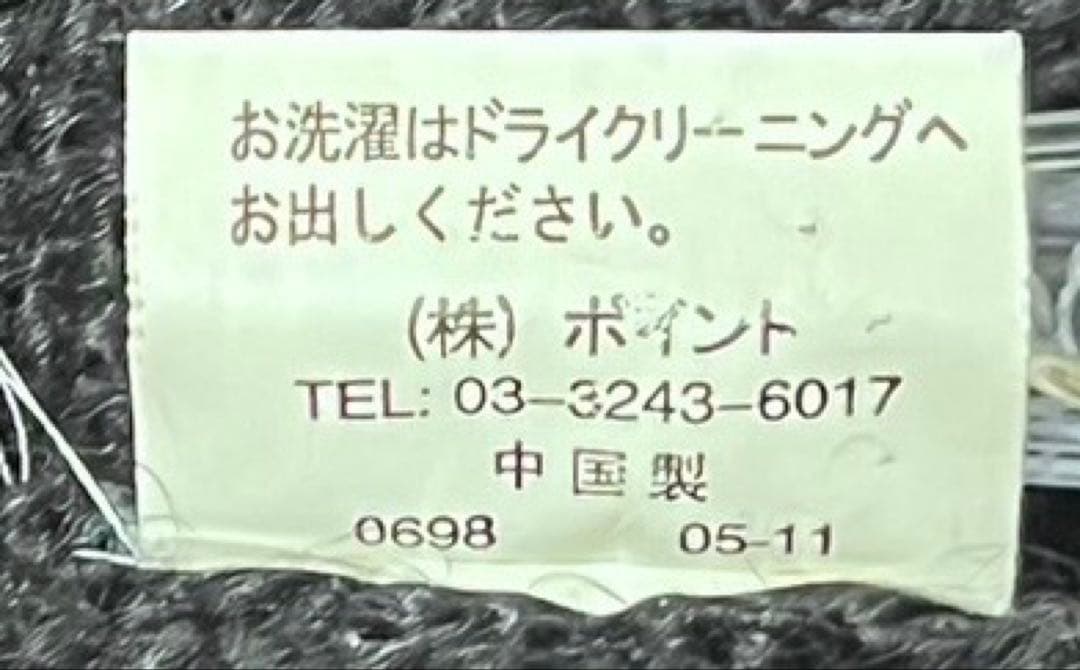 お洗濯はドライクリーニングへ
お出しください。
(株) ポイント
TEL: 03-3243-6017
中国製
0698 05-11